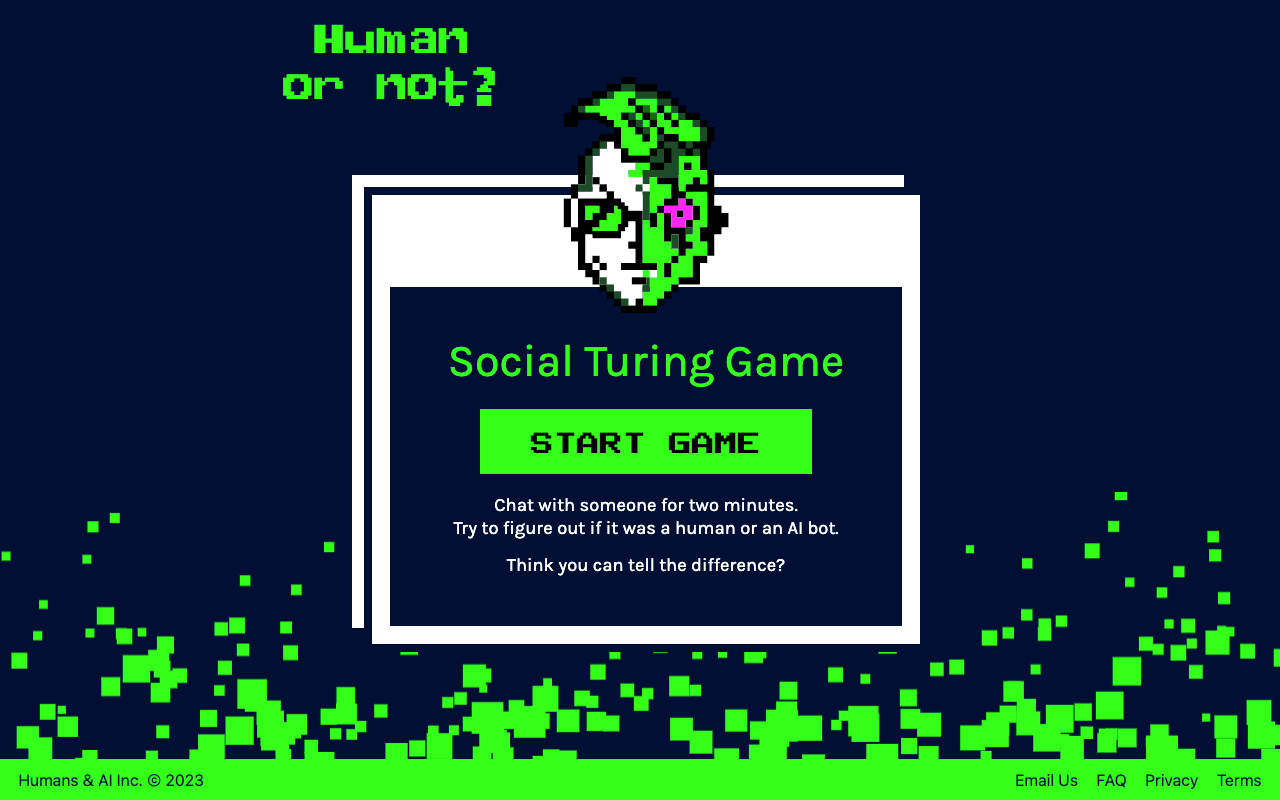 Human
or not?
Social Turing Game
START GAME
Chat with someone for two minutes.
Try to figure out if it was a human or an AI bot.
Think you can tell the difference?
Humans & AI Inc. © 2023
Email Us FAQ Privacy Terms